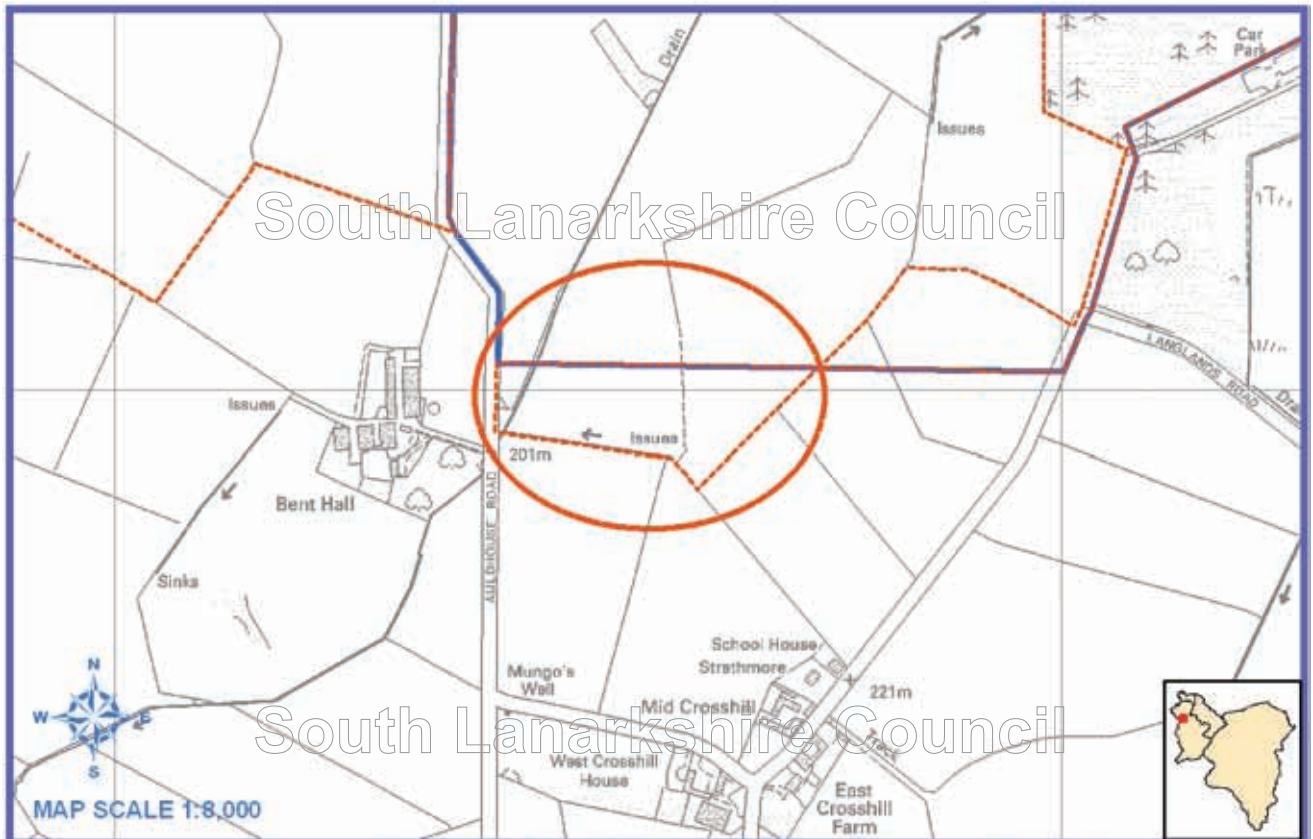 Car
Park
Drain
Issues
South Lanarkshire Council
LANGLANDS ROAD
Drain
Issues
Issues
201m
Bent Hall
AULDHOUSE ROAD
Sinks
School House
Strathmore
Mungo's
Well
Mid Crosshill
221m
N
W
E
S
South Lanarkshire Council
Track
West Crosshill
House
East
Crosshill
Farm
MAP SCALE 1:8,000